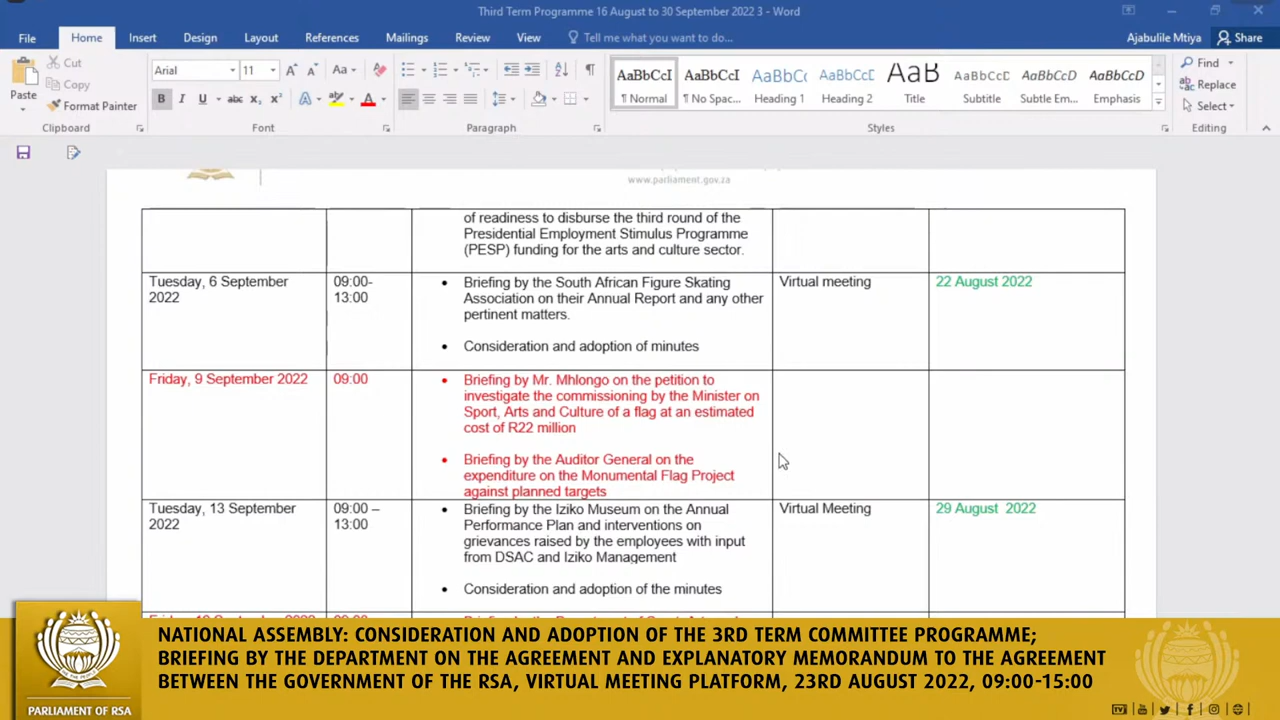 Third Term Programme 16 August to 30 September 2022 3 - Word
File Home Insert Design Layout References Mailings Review View Tell me what you want to do... Ajabulile Mtiya Share
Paste
Cut
Copy
Format Painter
Clipboard
Arial 11
Font
Paragraph
AaBbCcI AaBbCcI AaBbCc AaBbCcI AaB AaBbCcD AaBbCcD AaBbCcD
¶ Normal ¶ No Spac... Heading 1 Heading 2 Title Subtitle Subtle Em... Emphasis
Styles
Find
Replace
Select
Editing
www.parliament.gov.za
of readiness to disburse the third round of the
Presidential Employment Stimulus Programme
(PESP) funding for the arts and culture sector.
Tuesday, 6 September
2022
09:00-
13:00
• Briefing by the South African Figure Skating
Association on their Annual Report and any other
pertinent matters.
• Consideration and adoption of minutes
Virtual meeting
22 August 2022
Friday, 9 September 2022
09:00
• Briefing by Mr. Mhlongo on the petition to
investigate the commissioning by the Minister on
Sport, Arts and Culture of a flag at an estimated
cost of R22 million
• Briefing by the Auditor General on the
expenditure on the Monumental Flag Project
against planned targets
Tuesday, 13 September
2022
09:00 –
13:00
• Briefing by the Iziko Museum on the Annual
Performance Plan and interventions on
grievances raised by the employees with input
from DSAC and Iziko Management
• Consideration and adoption of the minutes
Virtual Meeting
29 August 2022
NATIONAL ASSEMBLY: CONSIDERATION AND ADOPTION OF THE 3RD TERM COMMITTEE PROGRAMME;
BRIEFING BY THE DEPARTMENT ON THE AGREEMENT AND EXPLANATORY MEMORANDUM TO THE AGREEMENT
BETWEEN THE GOVERNMENT OF THE RSA, VIRTUAL MEETING PLATFORM, 23RD AUGUST 2022, 09:00-15:00
PARLIAMENT OF RSA